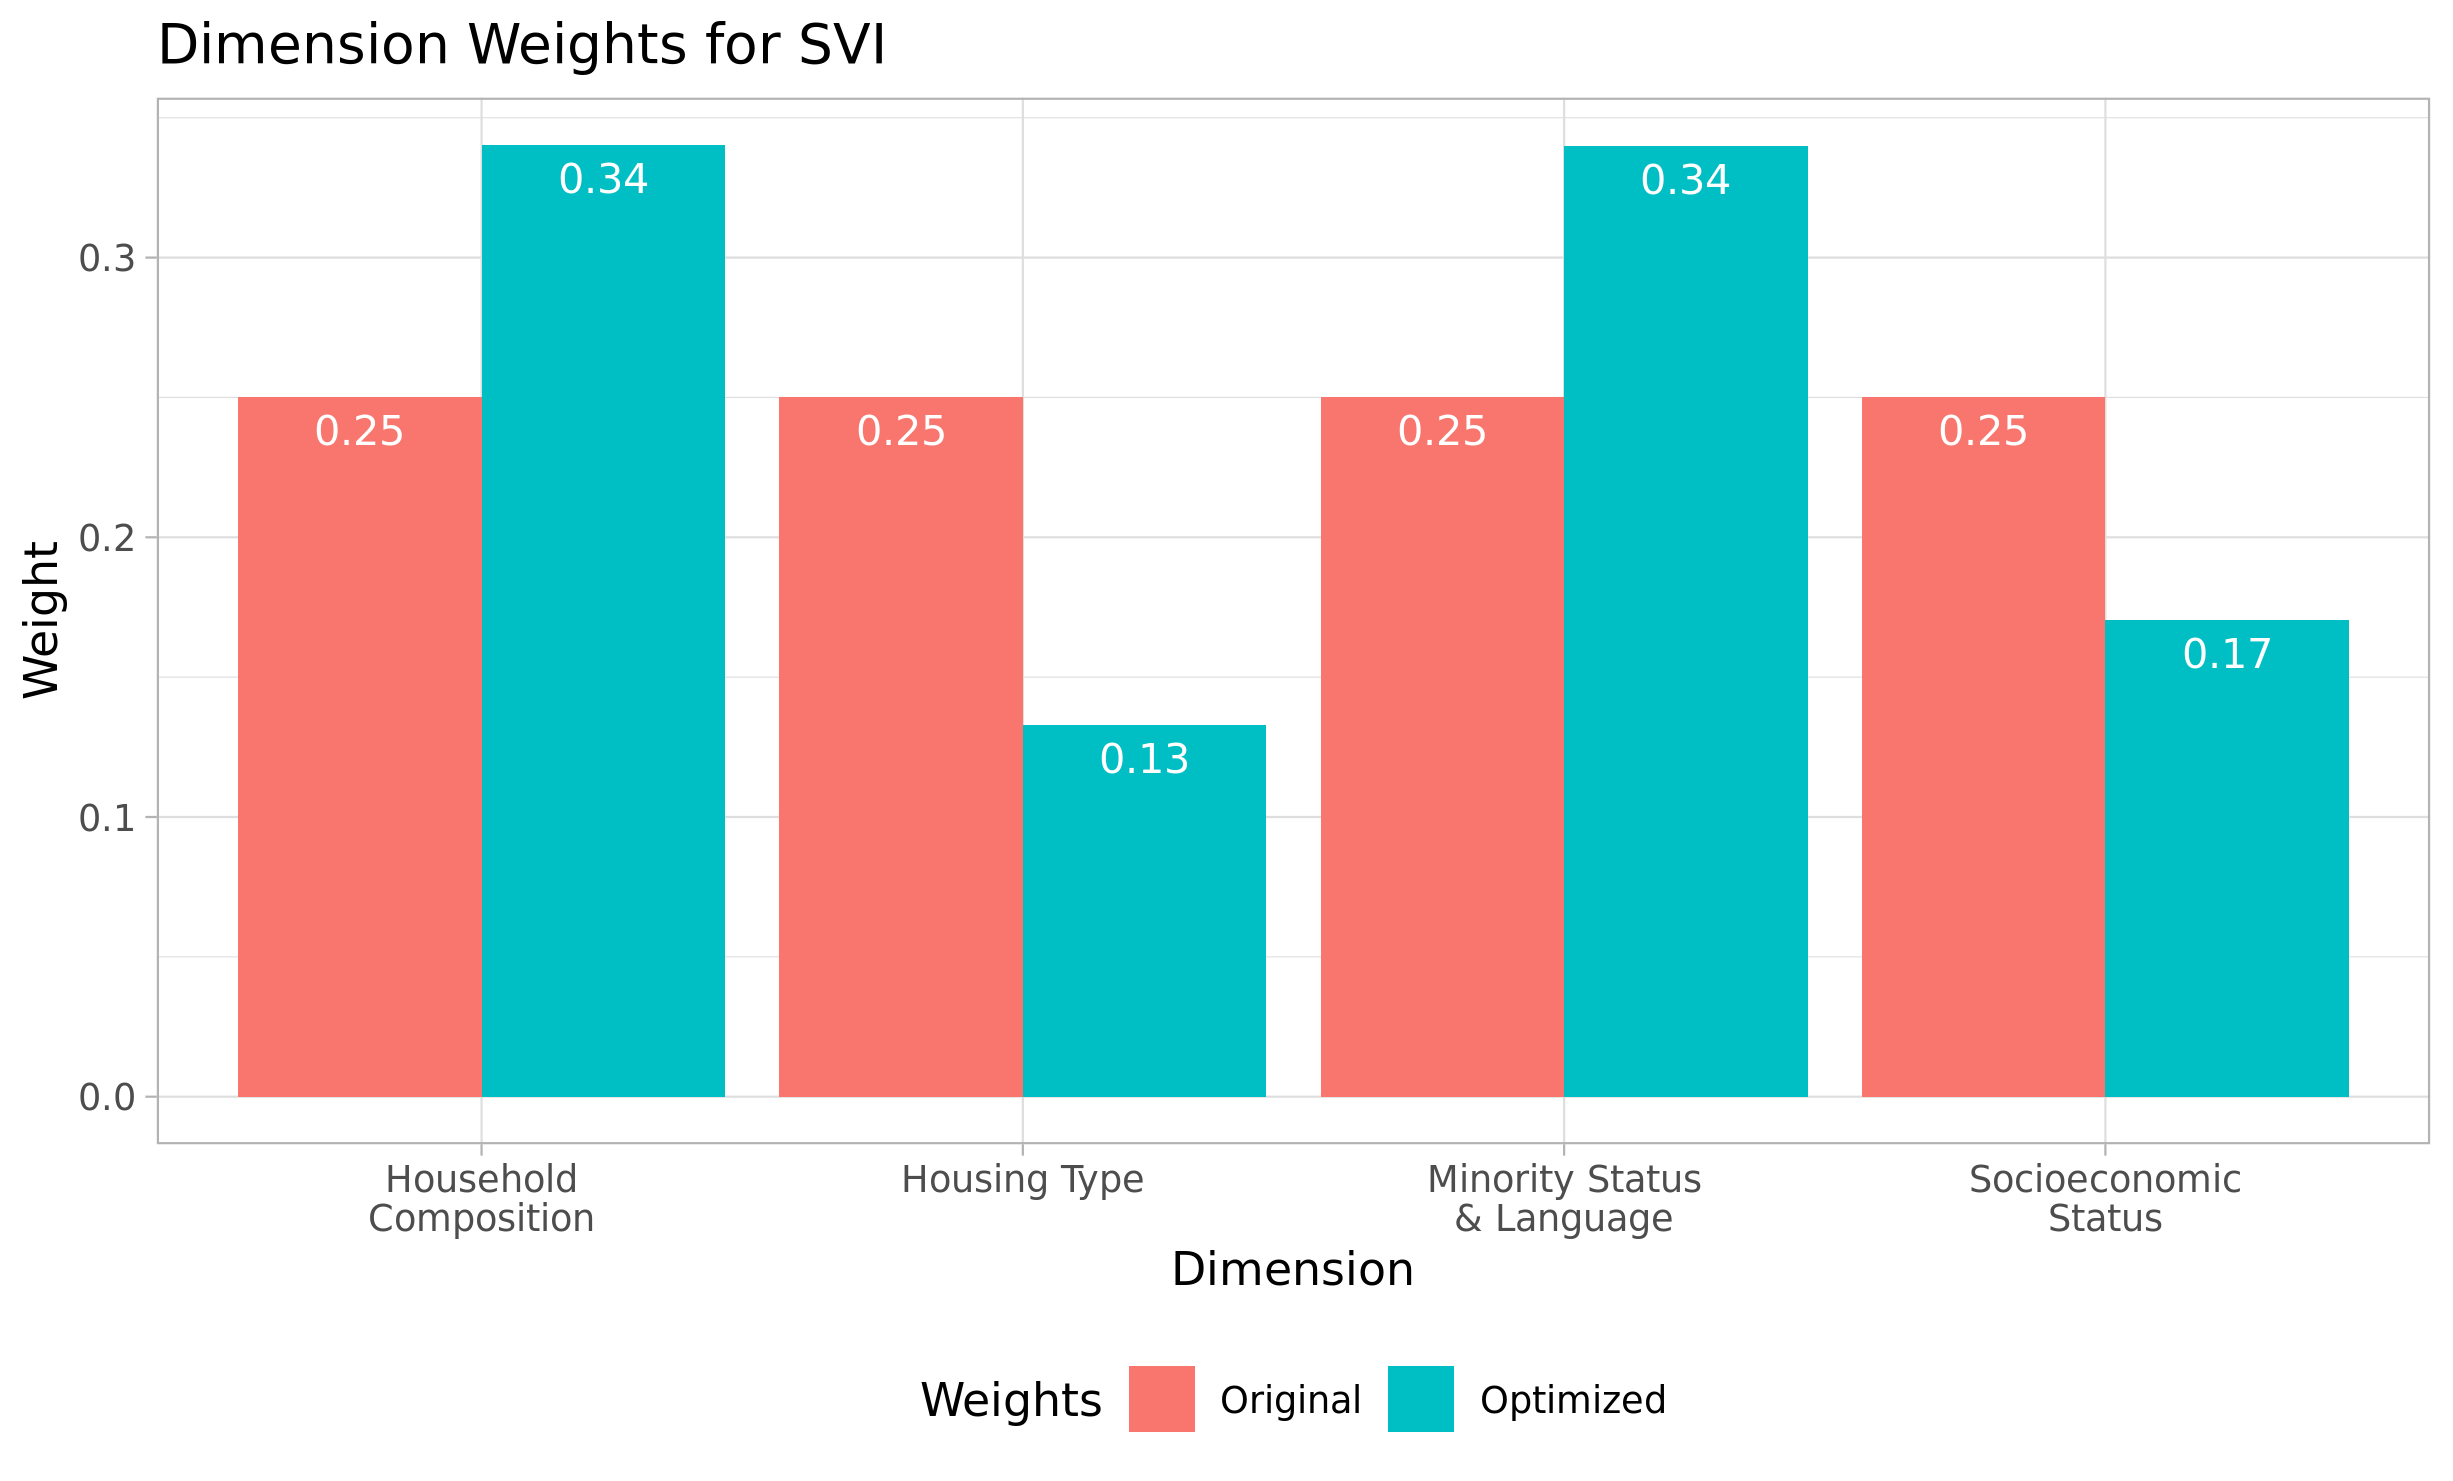 Dimension Weights for SVI
Weight
0.3
0.2
0.1
0.0
0.25
0.34
0.25
0.13
0.25
0.34
0.25
0.17
Household
Composition
Housing Type
Minority Status
& Language
Socioeconomic
Status
Dimension
Weights Original Optimized